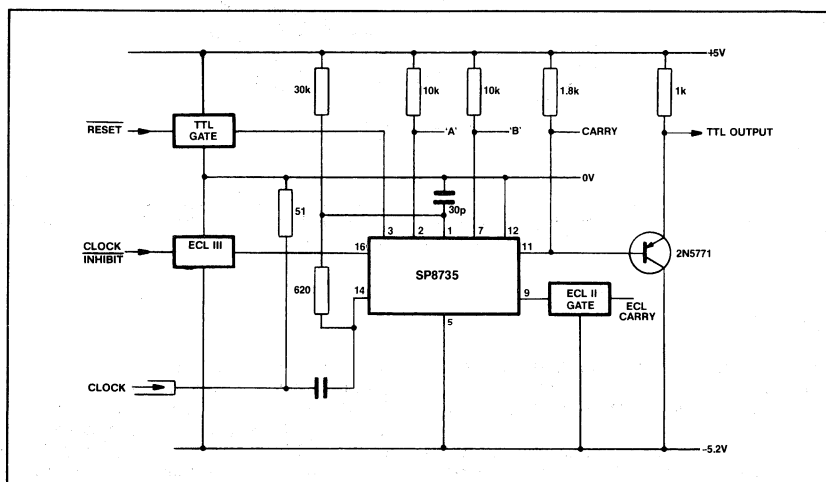 +5V
30k
10k
10k
1.8k
1k
RESET
TTL
GATE
'A'
'B'
CARRY
TTL OUTPUT
0V
51
30p
3
2
1
7
12
CLOCK
INHIBIT
ECL III
16
11
2N5771
SP8735
620
14
9
ECL II
GATE
ECL
CARRY
5
CLOCK
-5.2V